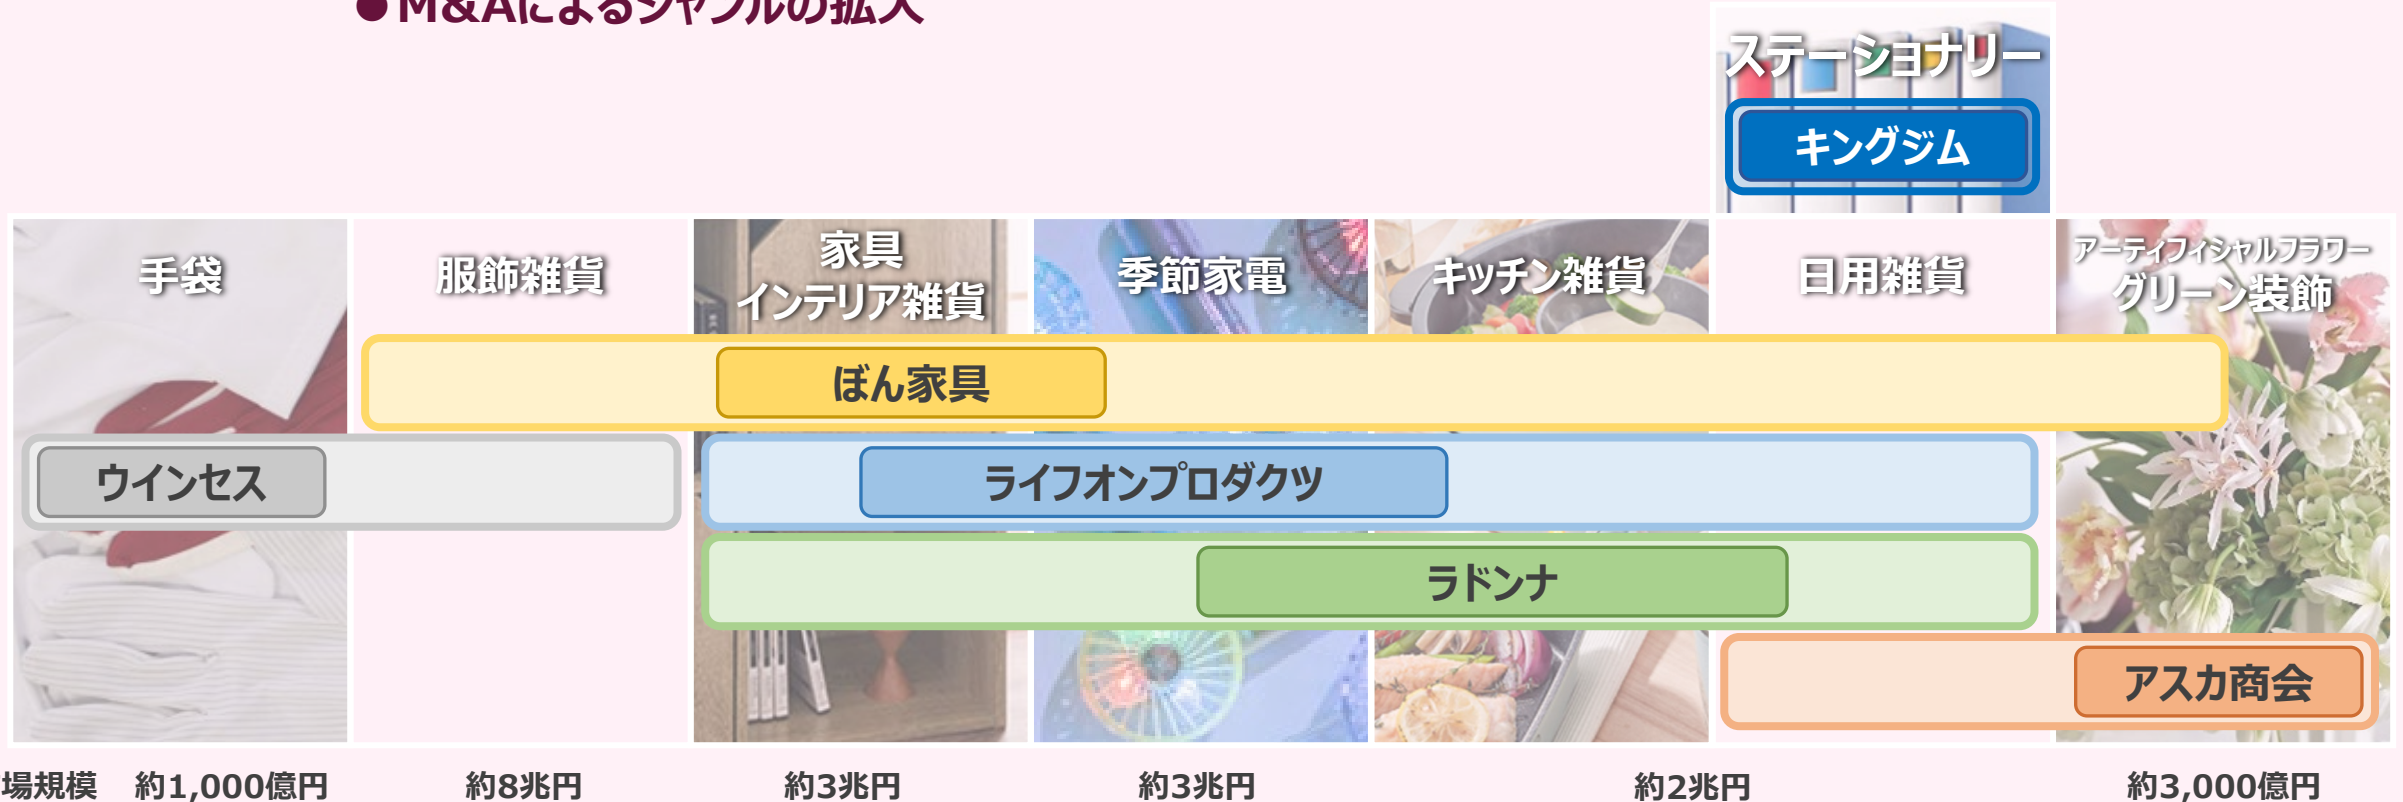 ●M&Aによるジャンルの拡大
ステーショナリー
キングジム
手袋
服飾雑貨
家具
インテリア雑貨
季節家電
キッチン雑貨
日用雑貨
アーティフィシャルフラワー
グリーン装飾
ぼん家具
ウインセス
ライフオンプロダクツ
ラドンナ
アスカ商会
場規模 約1,000億円 約8兆円 約3兆円 約3兆円 約2兆円 約3,000億円